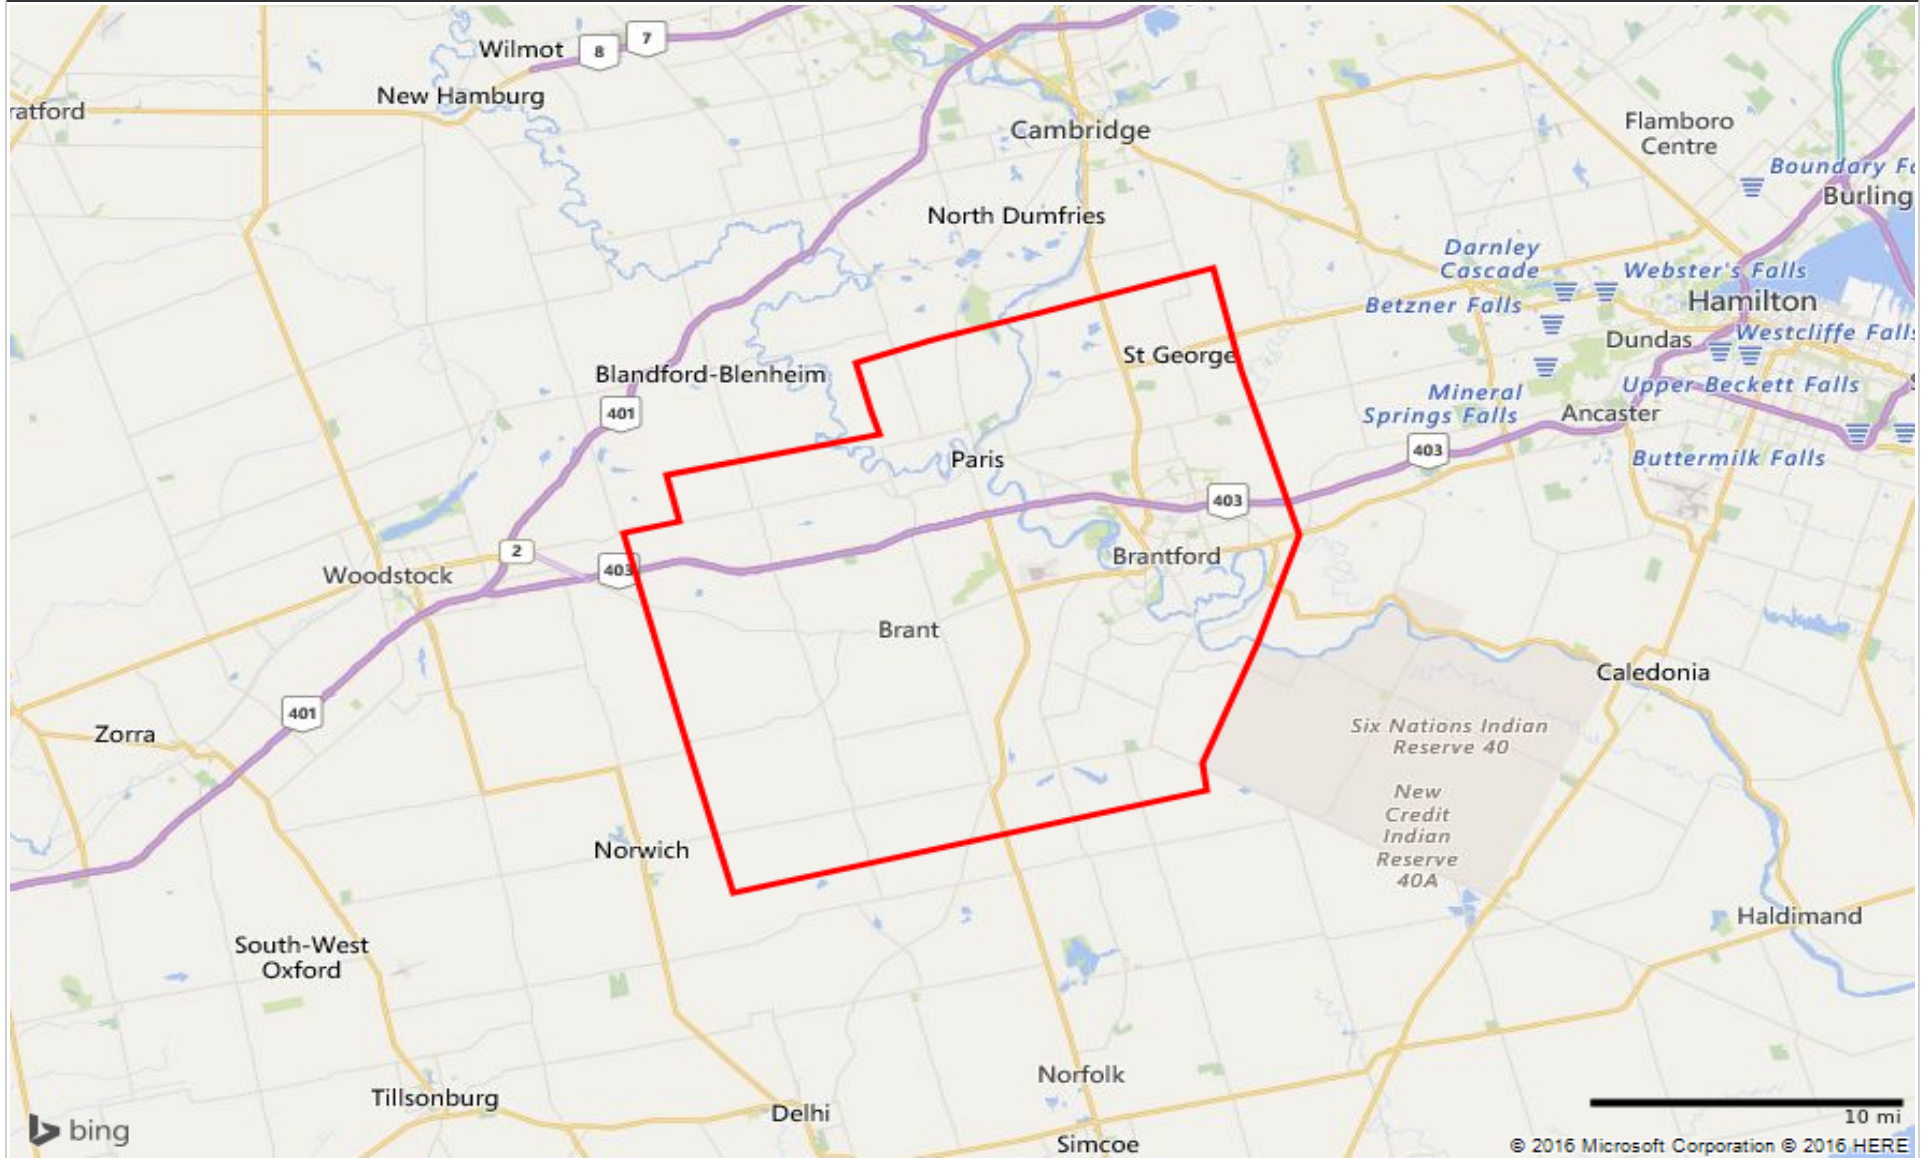 Wilmot
8
7
New Hamburg
ratford
Cambridge
Flamboro
Centre
Boundary Fa
Burling
North Dumfries
Darnley
Cascade
Webster's Falls
Betzner Falls
Hamilton
Dundas
Westcliffe Falls
St George
Blandford-Blenheim
Mineral
Springs Falls
Upper Beckett Falls
Ancaster
401
403
Buttermilk Falls
Paris
403
2
Brantford
Woodstock
403
Brant
Caledonia
401
Zorra
Six Nations Indian
Reserve 40
New
Credit
Indian
Reserve
40A
Norwich
Haldimand
South-West
Oxford
Norfolk
Tillsonburg
Delhi
Simcoe
bing
10 mi
© 2016 Microsoft Corporation © 2016 HERE